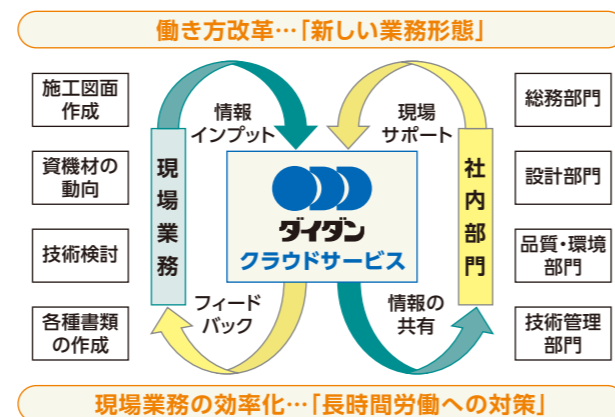 働き方改革…「新しい業務形態」
施工図面
作成
資機材の
動向
技術検討
各種書類
の作成
現場業務
情報
インプット
フィード
バック
ダイダン
クラウドサービス
現場
サポート
情報の
共有
社内部門
総務部門
設計部門
品質・環境
部門
技術管理
部門
現場業務の効率化…「長時間労働への対策」